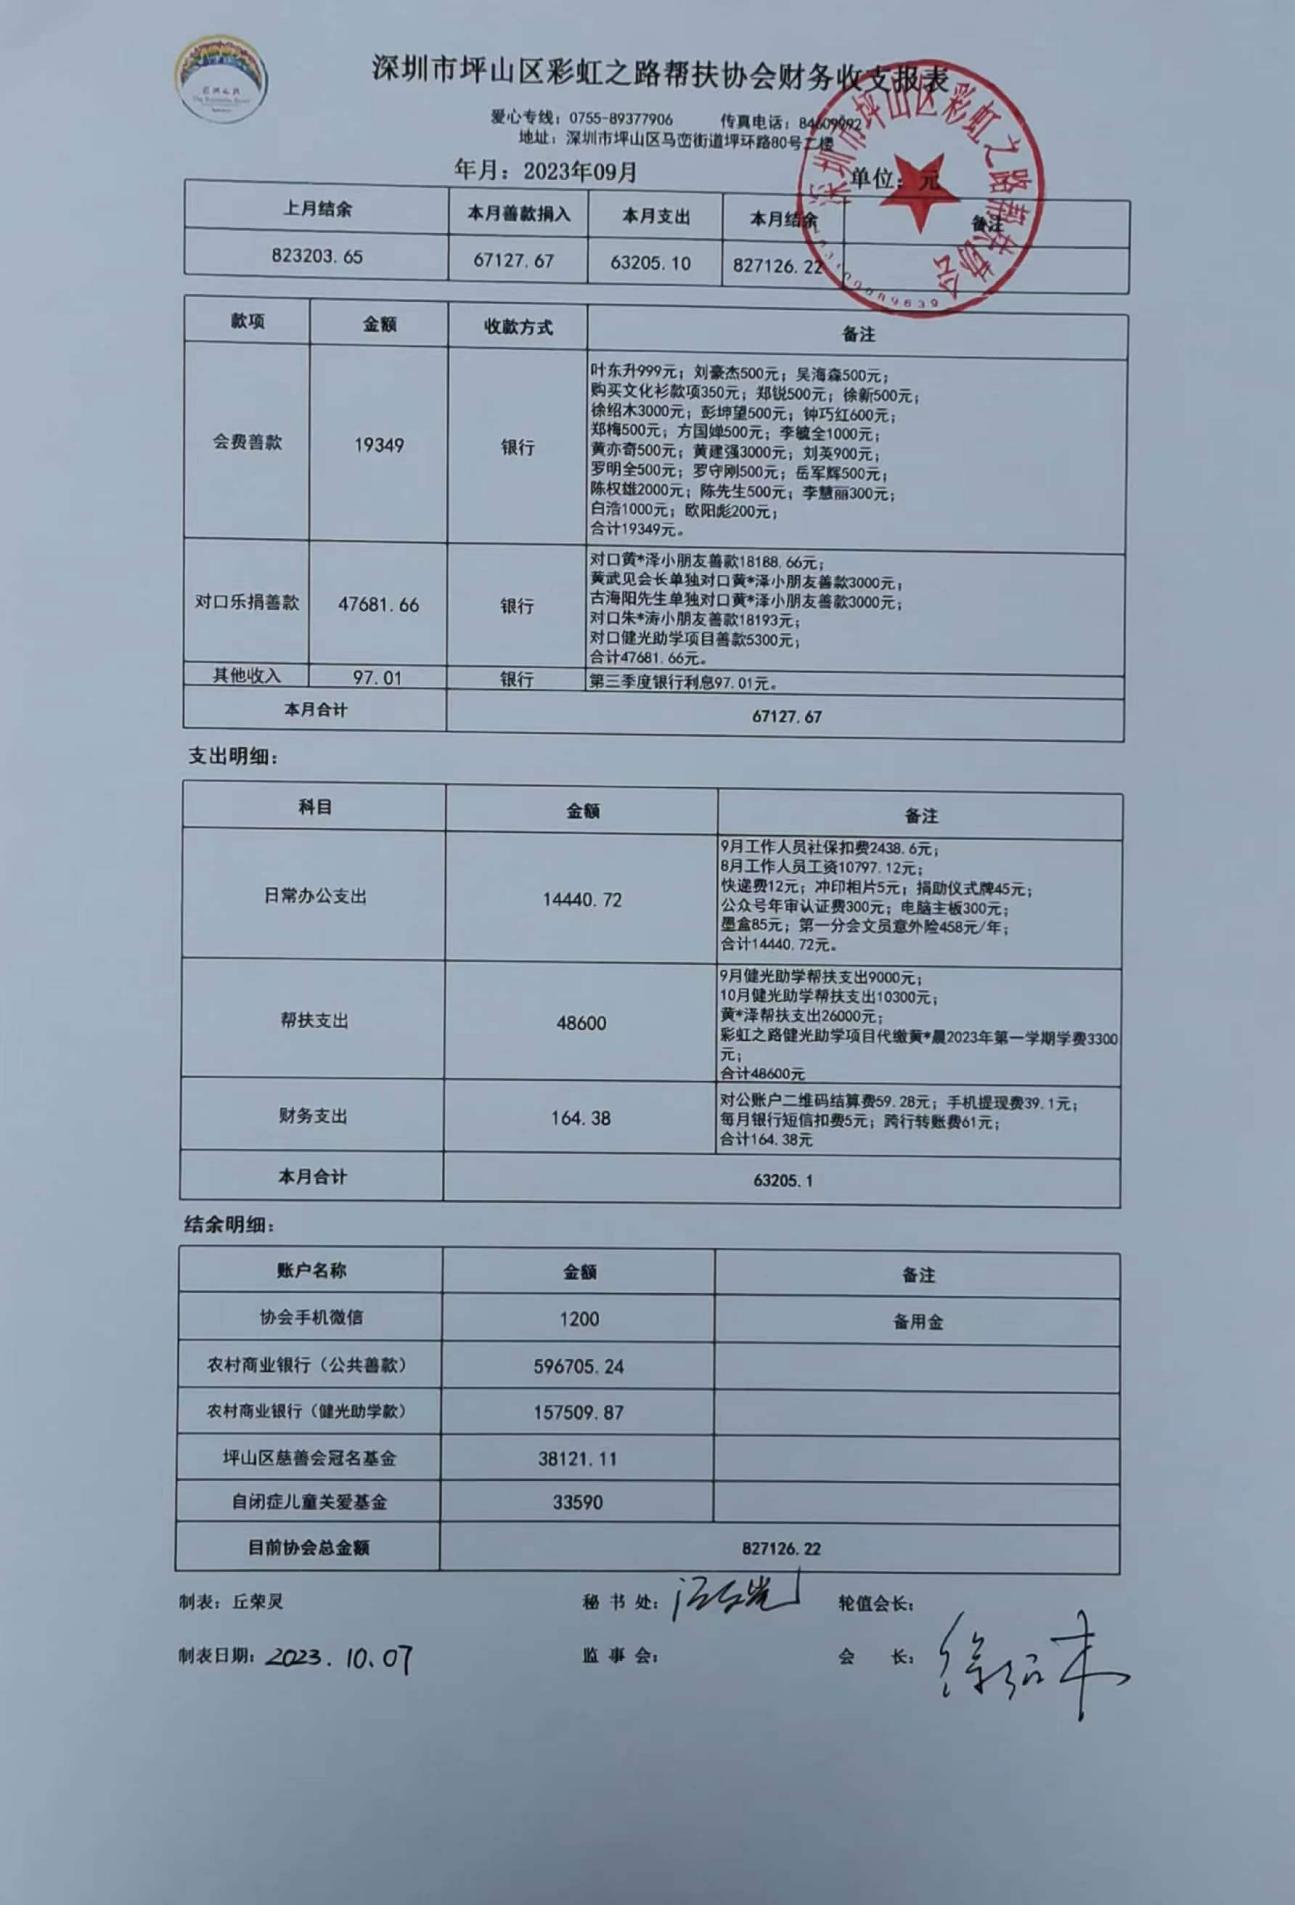 深圳市坪山区彩虹之路帮扶协会财务收支报表
爱心专线：0755-89377906 传真电话：84609992
地址：深圳市坪山区马峦街道坪环路80号二楼
年月：2023年09月 单位：元
深圳市坪山区彩虹之路帮扶协会
上月结余 本月善款捐入 本月支出 本月结余 备注
823203.65 67127.67 63205.10 827126.22
款项 金额 收款方式 备注
会费善款 19349 银行
叶东升999元；刘豪杰500元；吴海森500元；
购买文化衫款项350元；郑锐500元；徐新500元；
徐绍木3000元；彭坤望500元；钟巧红600元；
郑梅500元；方国婵500元；李毓全1000元；
黄亦奇500元；黄建强3000元；刘英900元；
罗明全500元；罗守刚500元；岳军辉500元；
陈权雄2000元；陈先生500元；李慧丽300元；
白浩1000元；欧阳彪200元；
合计19349元。
对口乐捐善款 47681.66 银行
对口黄*泽小朋友善款18188.66元；
黄武见会长单独对口黄*泽小朋友善款3000元；
古海阳先生单独对口黄*泽小朋友善款3000元；
对口朱*涛小朋友善款18193元；
对口健光助学项目善款5300元；
合计47681.66元。
其他收入 97.01 银行 第三季度银行利息97.01元。
本月合计 67127.67
支出明细：
科目 金额 备注
日常办公支出 14440.72
9月工作人员社保扣费2438.6元；
8月工作人员工资10797.12元；
快递费12元；冲印相片5元；捐助仪式牌45元；
公众号年审认证费300元；电脑主板300元；
墨盒85元；第一分会文员意外险458元/年；
合计14440.72元。
帮扶支出 48600
9月健光助学帮扶支出9000元；
10月健光助学帮扶支出10300元；
黄*泽帮扶支出26000元；
彩虹之路健光助学项目代缴黄*晨2023年第一学期学费3300
元；
合计48600元
财务支出 164.38
对公账户二维码结算费59.28元；手机提现费39.1元；
每月银行短信扣费5元；跨行转账费61元；
合计164.38元
本月合计 63205.1
结余明细：
账户名称 金额 备注
协会手机微信 1200 备用金
农村商业银行（公共善款） 596705.24
农村商业银行（健光助学款） 157509.87
坪山区慈善会冠名基金 38121.11
自闭症儿童关爱基金 33590
目前协会总金额 827126.22
制表：丘荣灵 秘书处： 轮值会长：
制表日期：2023.10.07 监事会： 会长：徐绍木